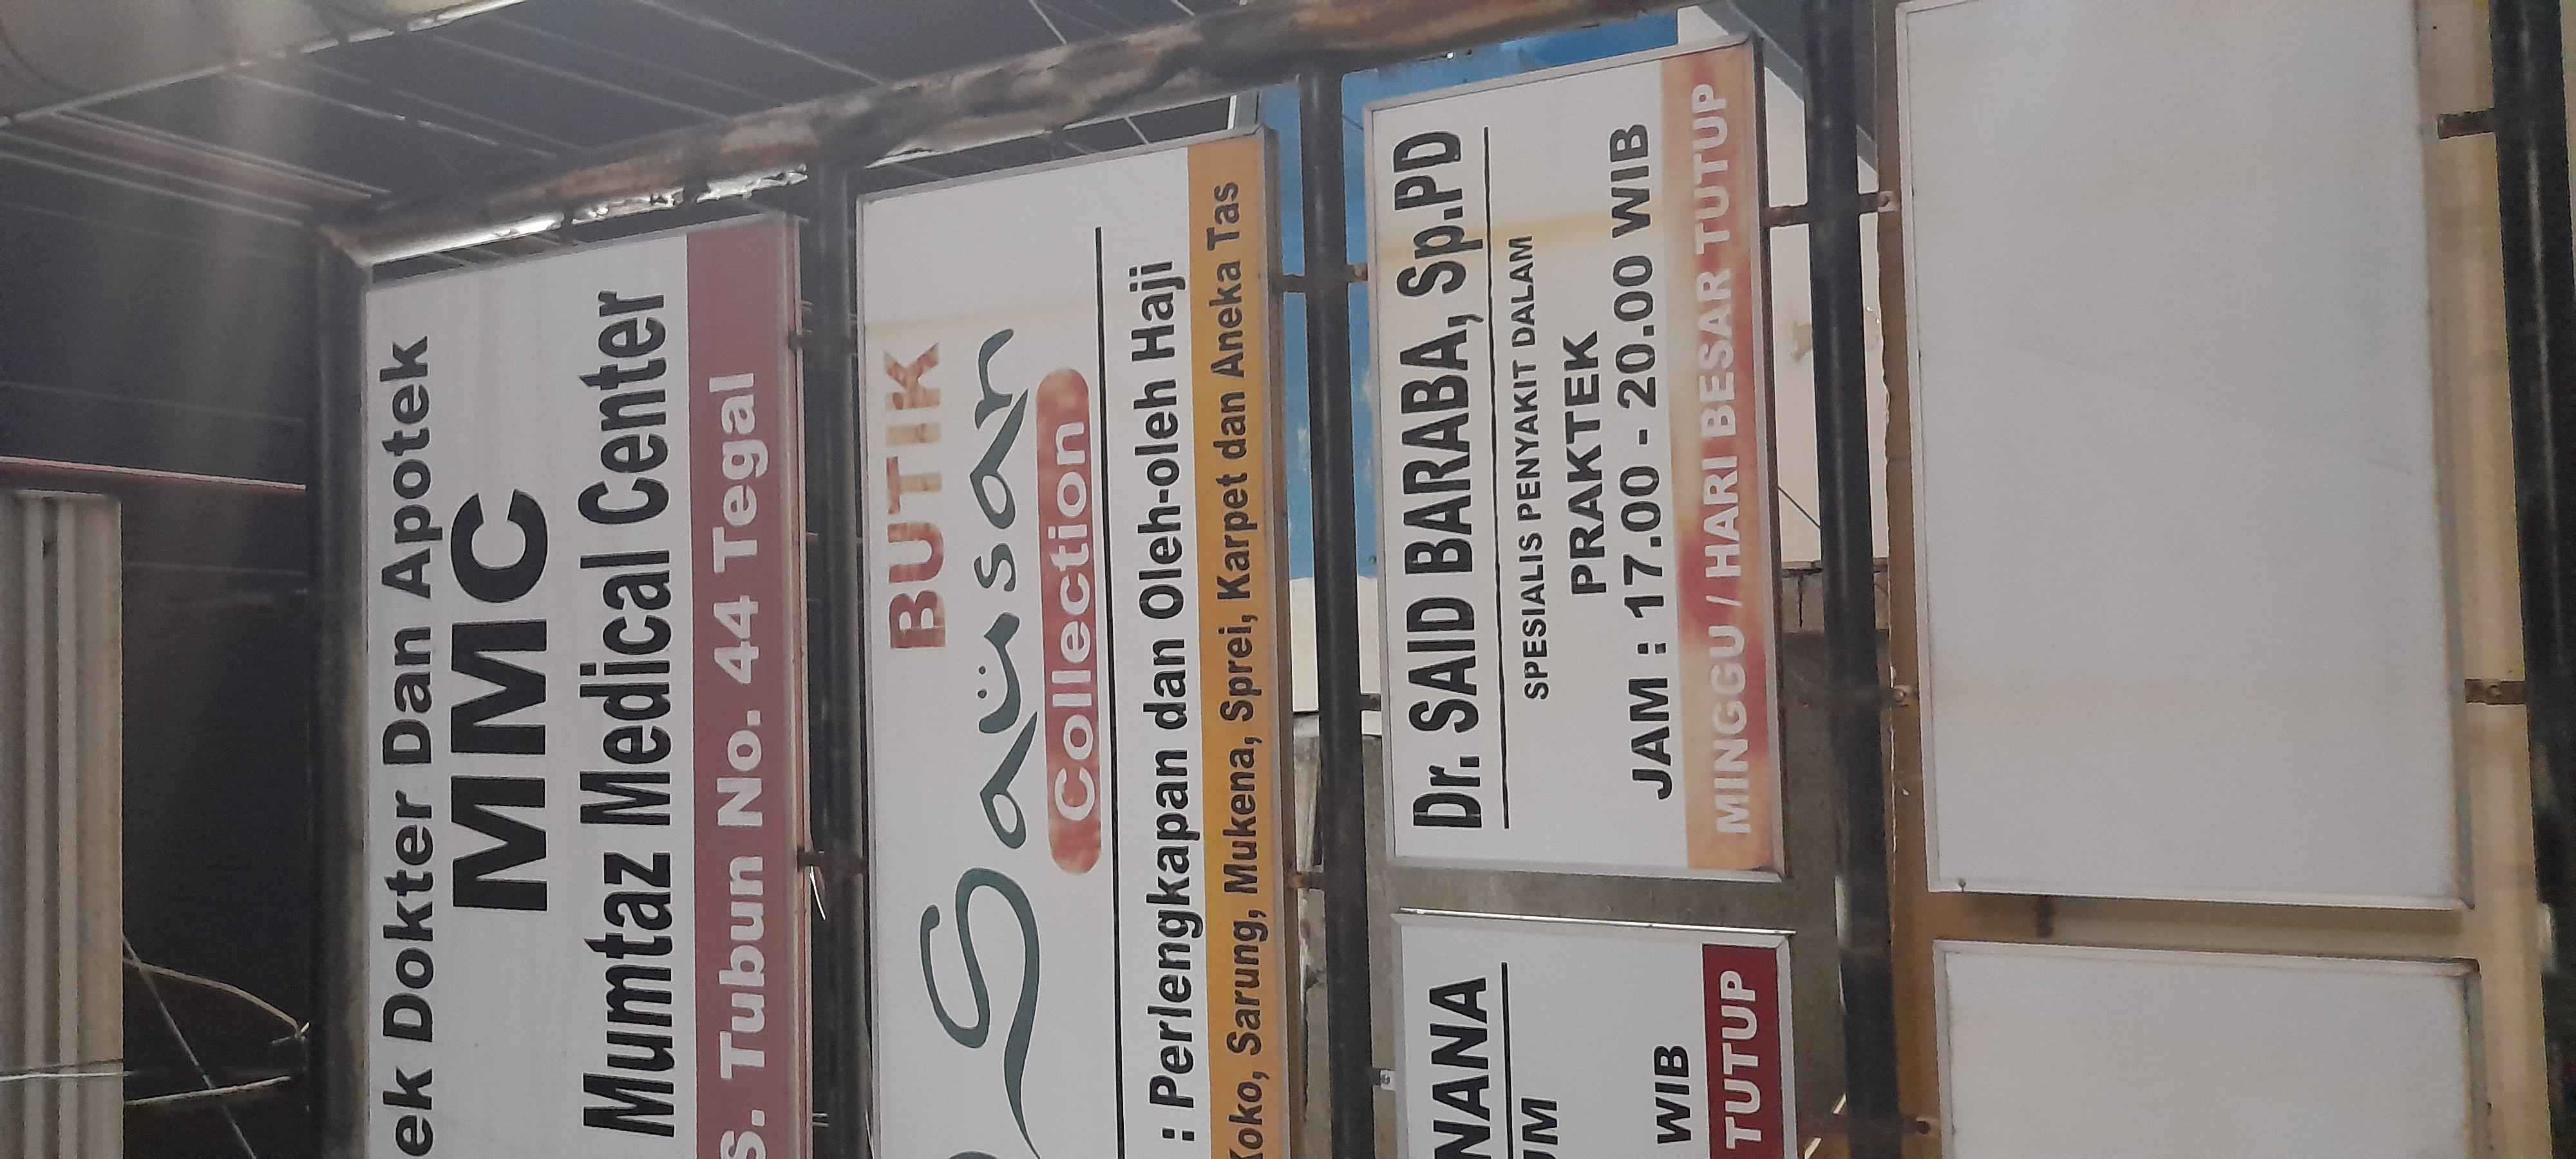 Dokter Dan Apotek
MMC
Mumtaz Medical Center
Tubun No. 44 Tegal
BUTIK
Saüsan
Collection
: Perlengkapan dan Oleh-oleh Haji
Koko, Sarung, Mukena, Sprei, Karpet dan Aneka Tas
NANA
UM
WIB
TUTUP
Dr. SAID BARABA, Sp.PD
SPESIALIS PENYAKIT DALAM
PRAKTEK
JAM : 17.00 - 20.00 WIB
MINGGU / HARI BESAR TUTUP